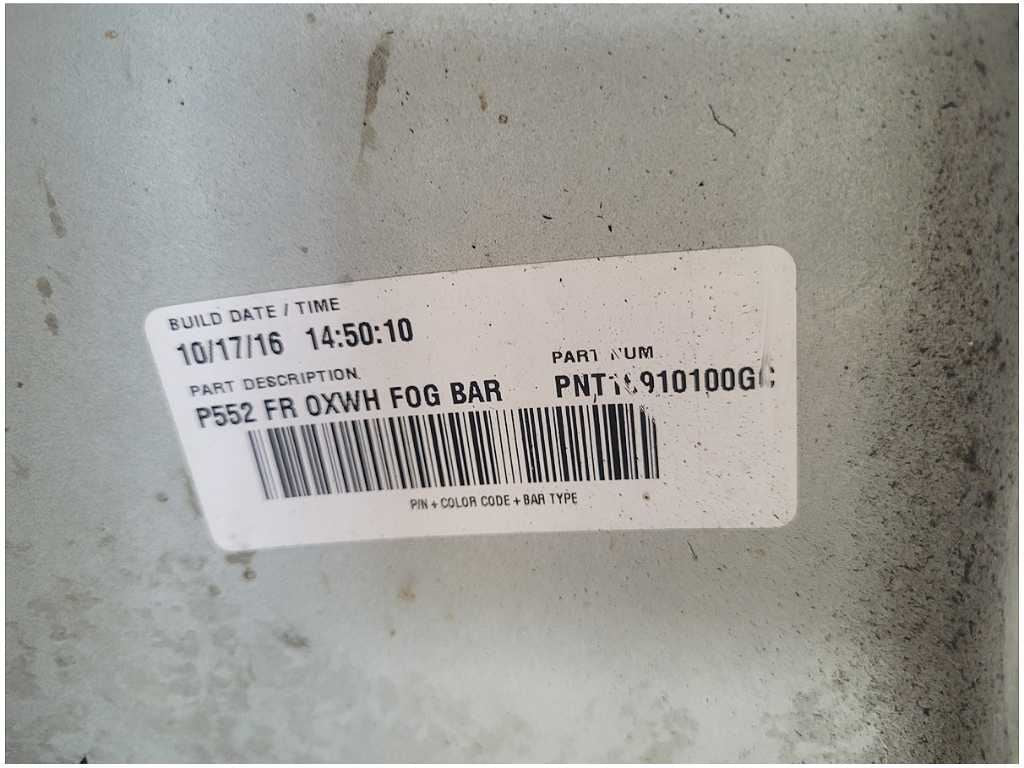 BUILD DATE / TIME
10/17/16 14:50:10
PART DESCRIPTION PART NUM
P552 FR OXWH FOG BAR
P/N + COLOR CODE + BAR TYPE